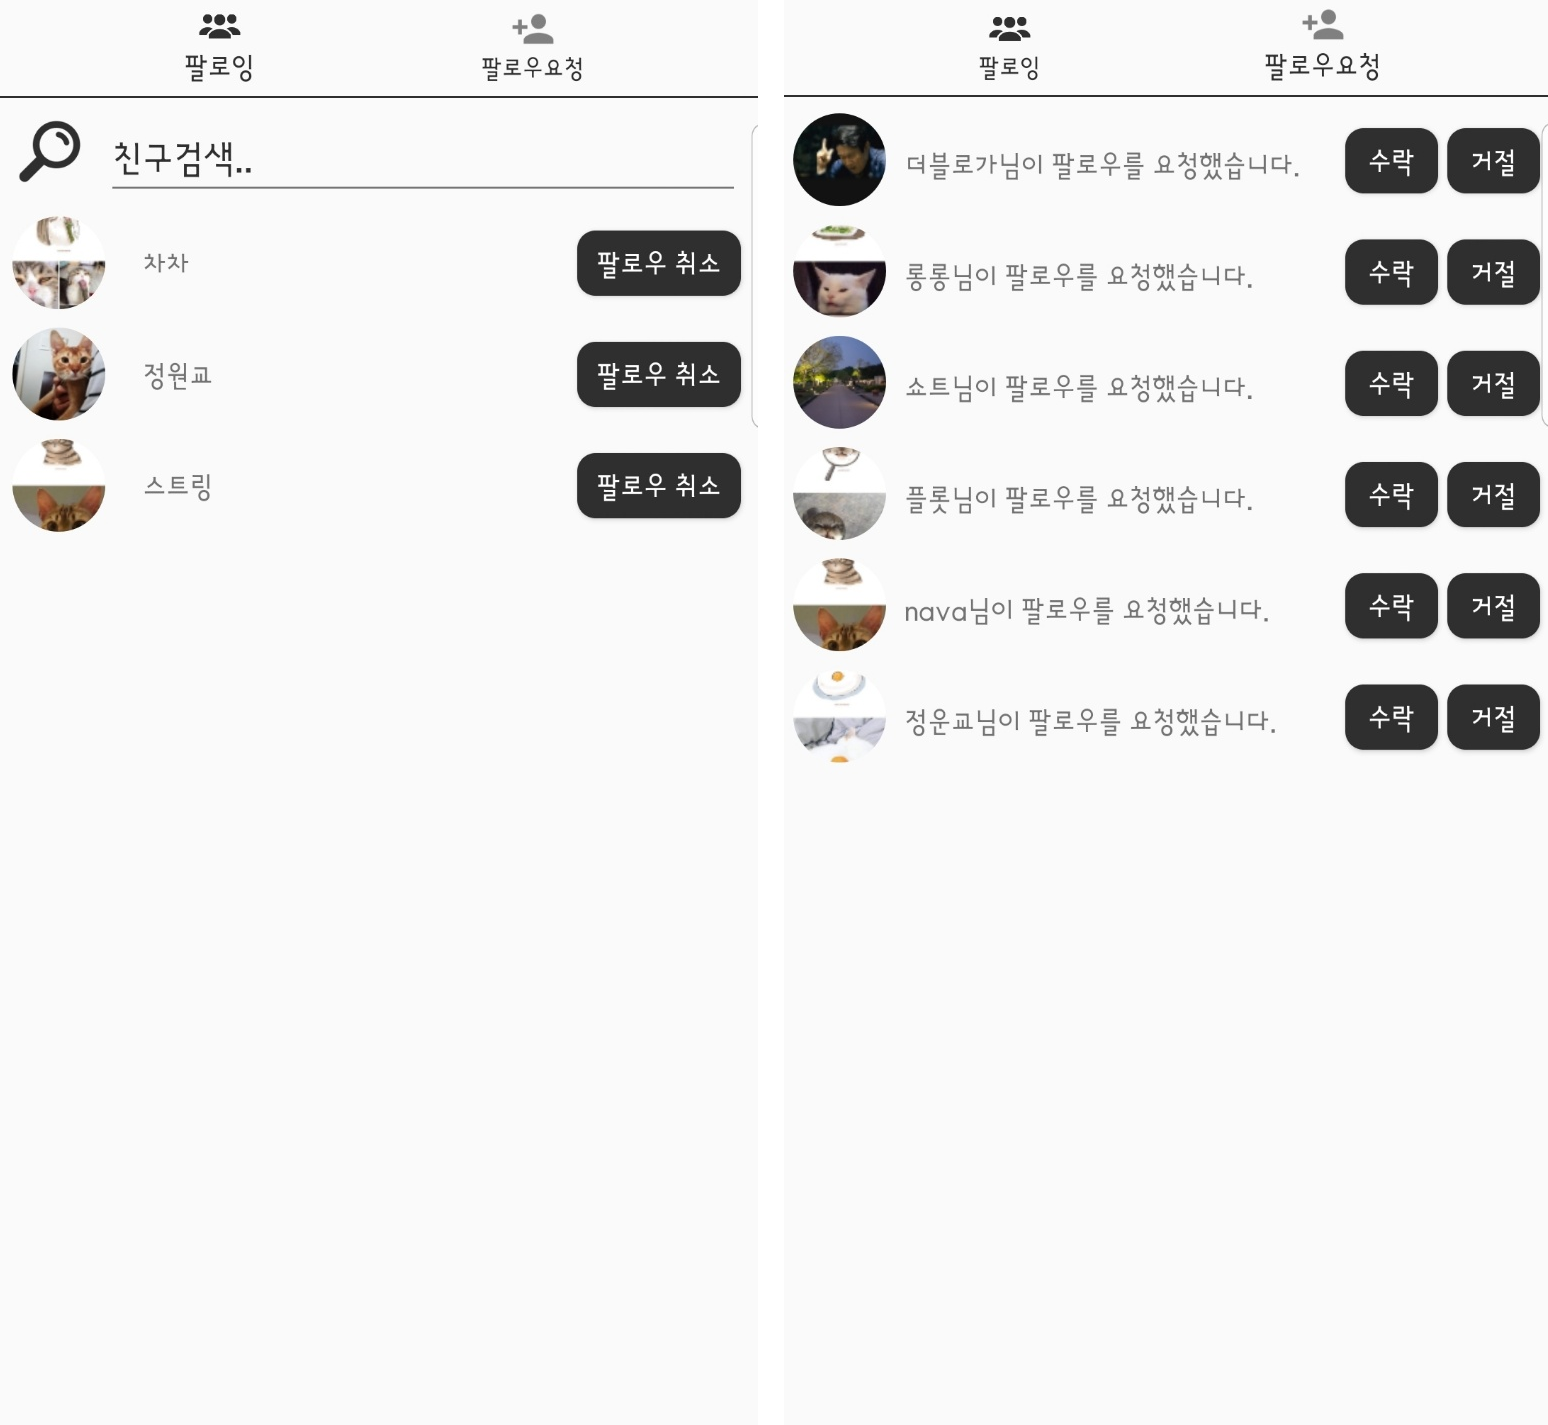 팔로잉
팔로우요청
친구검색..
차차
팔로우 취소
정원교
팔로우 취소
스트링
팔로우 취소
팔로잉
팔로우요청
더블로가님이 팔로우를 요청했습니다.
수락
거절
롱롱님이 팔로우를 요청했습니다.
수락
거절
쇼트님이 팔로우를 요청했습니다.
수락
거절
플롯님이 팔로우를 요청했습니다.
수락
거절
nava님이 팔로우를 요청했습니다.
수락
거절
정운교님이 팔로우를 요청했습니다.
수락
거절